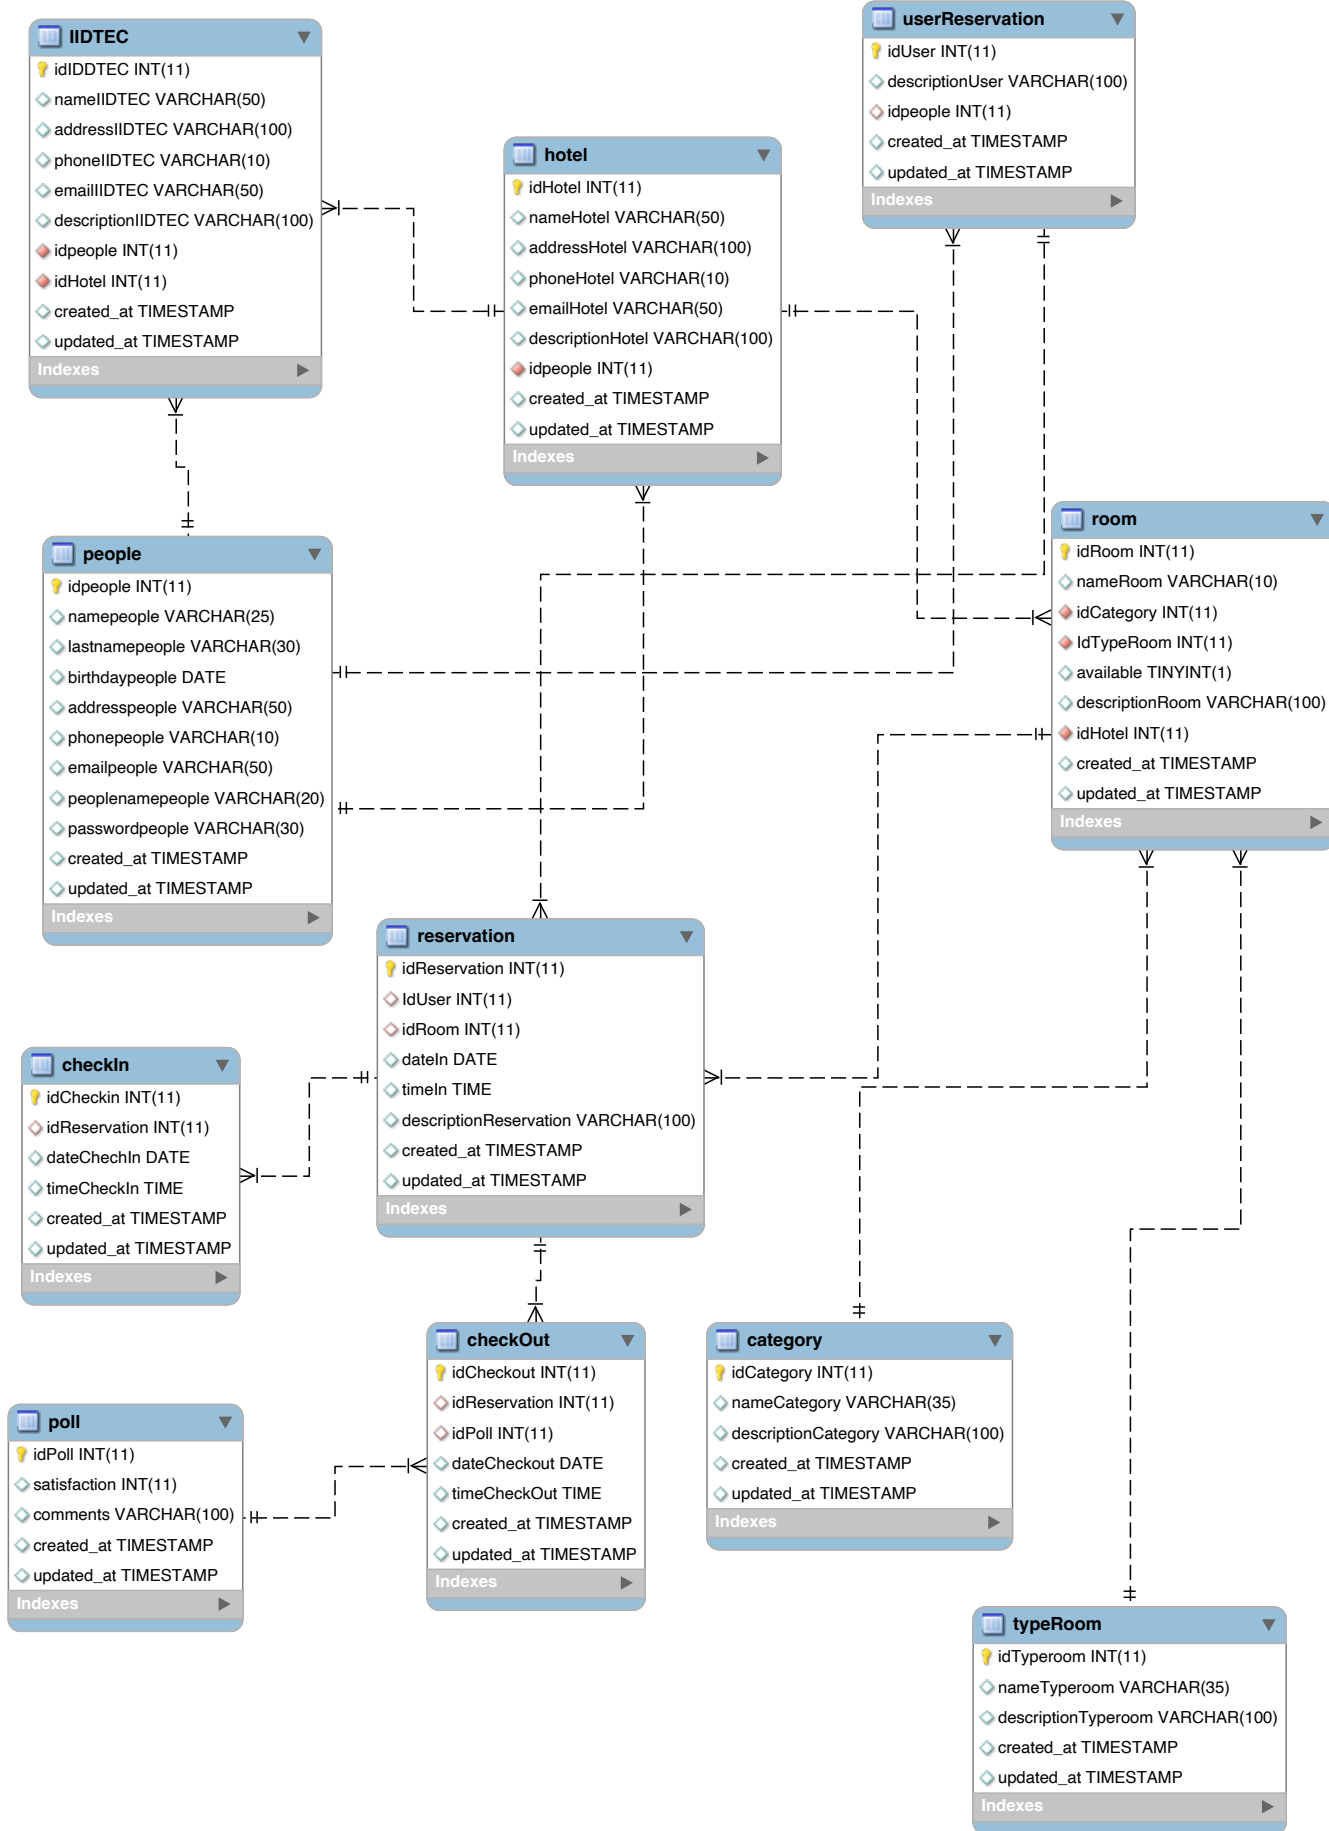 IIDTEC
idIDDTEC INT(11)
nameIIDTEC VARCHAR(50)
addressIIDTEC VARCHAR(100)
phoneIIDTEC VARCHAR(10)
emailIIDTEC VARCHAR(50)
descriptionIIDTEC VARCHAR(100)
idpeople INT(11)
idHotel INT(11)
created_at TIMESTAMP
updated_at TIMESTAMP
Indexes
hotel
idHotel INT(11)
nameHotel VARCHAR(50)
addressHotel VARCHAR(100)
phoneHotel VARCHAR(10)
emailHotel VARCHAR(50)
descriptionHotel VARCHAR(100)
idpeople INT(11)
created_at TIMESTAMP
updated_at TIMESTAMP
Indexes
userReservation
idUser INT(11)
descriptionUser VARCHAR(100)
idpeople INT(11)
created_at TIMESTAMP
updated_at TIMESTAMP
Indexes
people
idpeople INT(11)
namepeople VARCHAR(25)
lastnamepeople VARCHAR(30)
birthdaypeople DATE
addresspeople VARCHAR(50)
phonepeople VARCHAR(10)
emailpeople VARCHAR(50)
peoplenamepeople VARCHAR(20)
passwordpeople VARCHAR(30)
created_at TIMESTAMP
updated_at TIMESTAMP
Indexes
room
idRoom INT(11)
nameRoom VARCHAR(10)
idCategory INT(11)
IdTypeRoom INT(11)
available TINYINT(1)
descriptionRoom VARCHAR(100)
idHotel INT(11)
created_at TIMESTAMP
updated_at TIMESTAMP
Indexes
reservation
idReservation INT(11)
IdUser INT(11)
idRoom INT(11)
dateIn DATE
timeIn TIME
descriptionReservation VARCHAR(100)
created_at TIMESTAMP
updated_at TIMESTAMP
Indexes
checkIn
idCheckin INT(11)
idReservation INT(11)
dateChechIn DATE
timeCheckIn TIME
created_at TIMESTAMP
updated_at TIMESTAMP
Indexes
checkOut
idCheckout INT(11)
idReservation INT(11)
idPoll INT(11)
dateCheckout DATE
timeCheckOut TIME
created_at TIMESTAMP
updated_at TIMESTAMP
Indexes
category
idCategory INT(11)
nameCategory VARCHAR(35)
descriptionCategory VARCHAR(100)
created_at TIMESTAMP
updated_at TIMESTAMP
Indexes
poll
idPoll INT(11)
satisfaction INT(11)
comments VARCHAR(100)
created_at TIMESTAMP
updated_at TIMESTAMP
Indexes
typeRoom
idTyperoom INT(11)
nameTyperoom VARCHAR(35)
descriptionTyperoom VARCHAR(100)
created_at TIMESTAMP
updated_at TIMESTAMP
Indexes